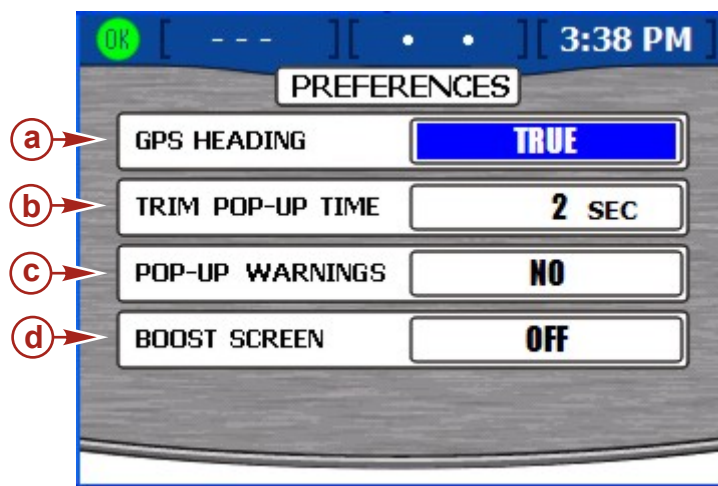 OK [ --- ][ • • ][ 3:38 PM ]
PREFERENCES
a GPS HEADING TRUE
b TRIM POP-UP TIME 2 SEC
c POP-UP WARNINGS NO
d BOOST SCREEN OFF